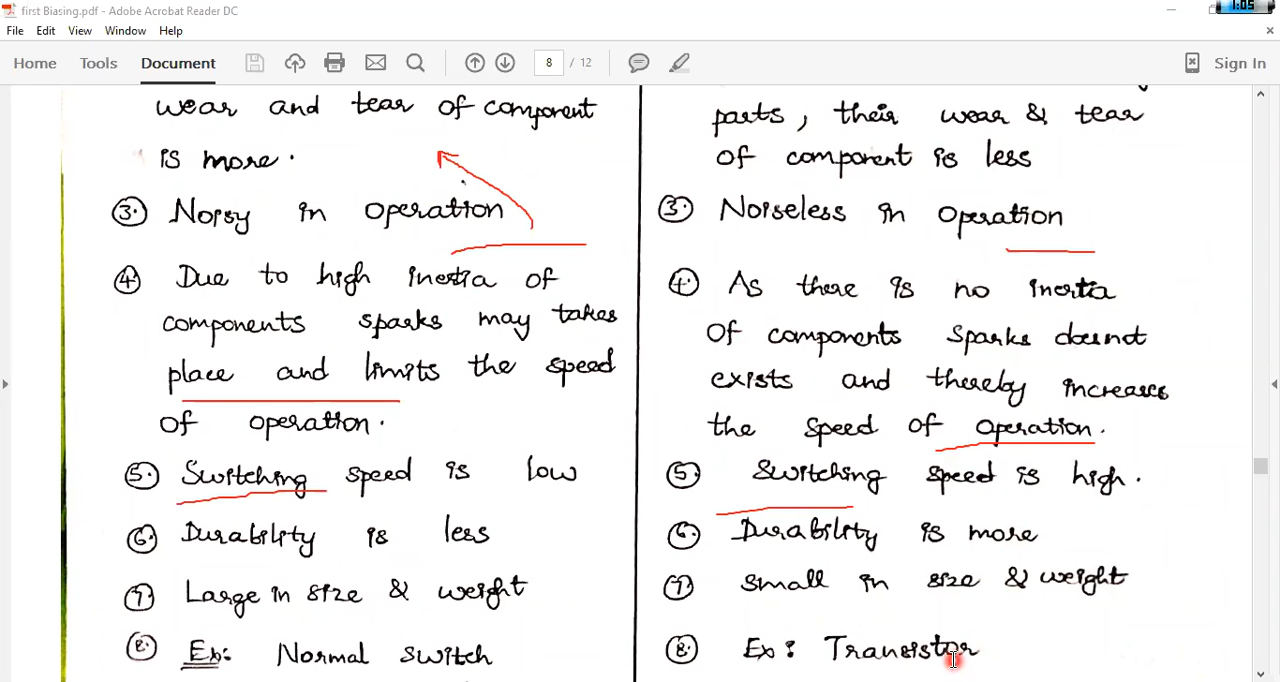 first Biasing.pdf - Adobe Acrobat Reader DC
1:05
File Edit View Window Help
Home Tools Document 8 / 12 Sign In
wear and tear of component
is more.
③ Noisy in operation
④ Due to high inertia of
components sparks may takes
place and limits the speed
of operation.
⑤ Switching speed is low
⑥ Durability is less
⑦ Large in size & weight
⑧ Ex: Normal switch
parts, their wear & tear
of component is less
③ Noiseless in operation
④ As there is no inertia
of components sparks doesnot
exists and thereby increases
the speed of operation.
⑤ Switching speed is high.
⑥ Durability is more
⑦ small in size & weight
⑧ Ex: Transistor